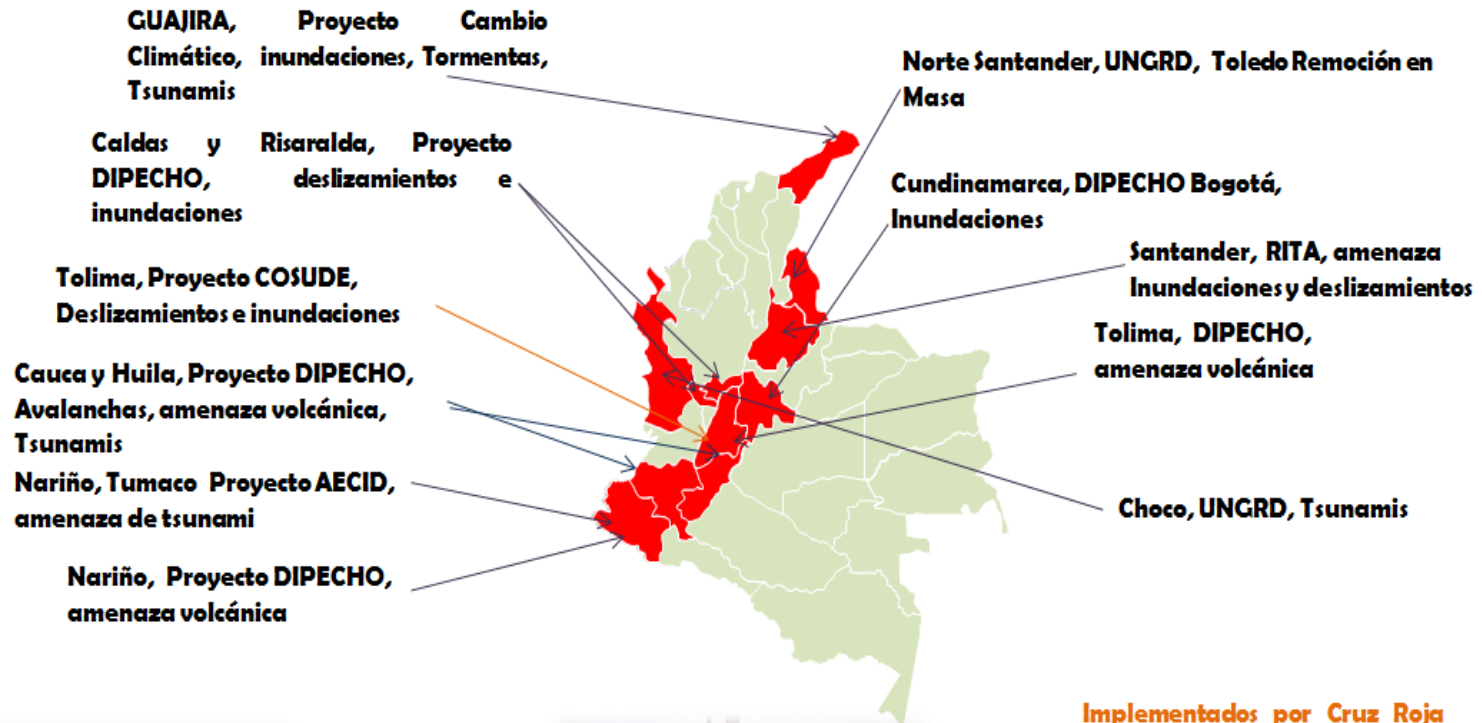 GUAJIRA, Proyecto Cambio
Climático, inundaciones, Tormentas,
Tsunamis
Caldas y Risaralda, Proyecto
DIPECHO, deslizamientos e
inundaciones
Tolima, Proyecto COSUDE,
Deslizamientos e inundaciones
Cauca y Huila, Proyecto DIPECHO,
Avalanchas, amenaza volcánica,
Tsunamis
Nariño, Tumaco Proyecto AECID,
amenaza de tsunami
Nariño, Proyecto DIPECHO,
amenaza volcánica
Norte Santander, UNGRD, Toledo Remoción en
Masa
Cundinamarca, DIPECHO Bogotá,
Inundaciones
Santander, RITA, amenaza
Inundaciones y deslizamientos
Tolima, DIPECHO,
amenaza volcánica
Choco, UNGRD, Tsunamis
Implementados por Cruz Roja